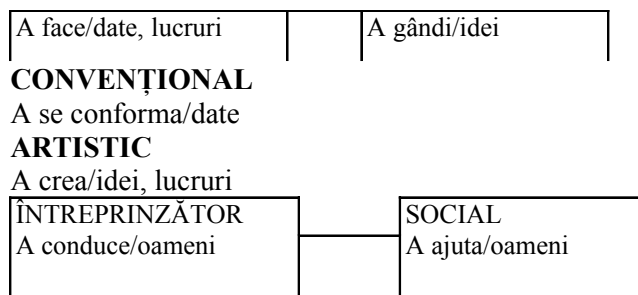 A face/date, lucruri
A gândi/idei
CONVENȚIONAL
A se conforma/date
ARTISTIC
A crea/idei, lucruri
ÎNTREPRINZĂTOR
A conduce/oameni
SOCIAL
A ajuta/oameni